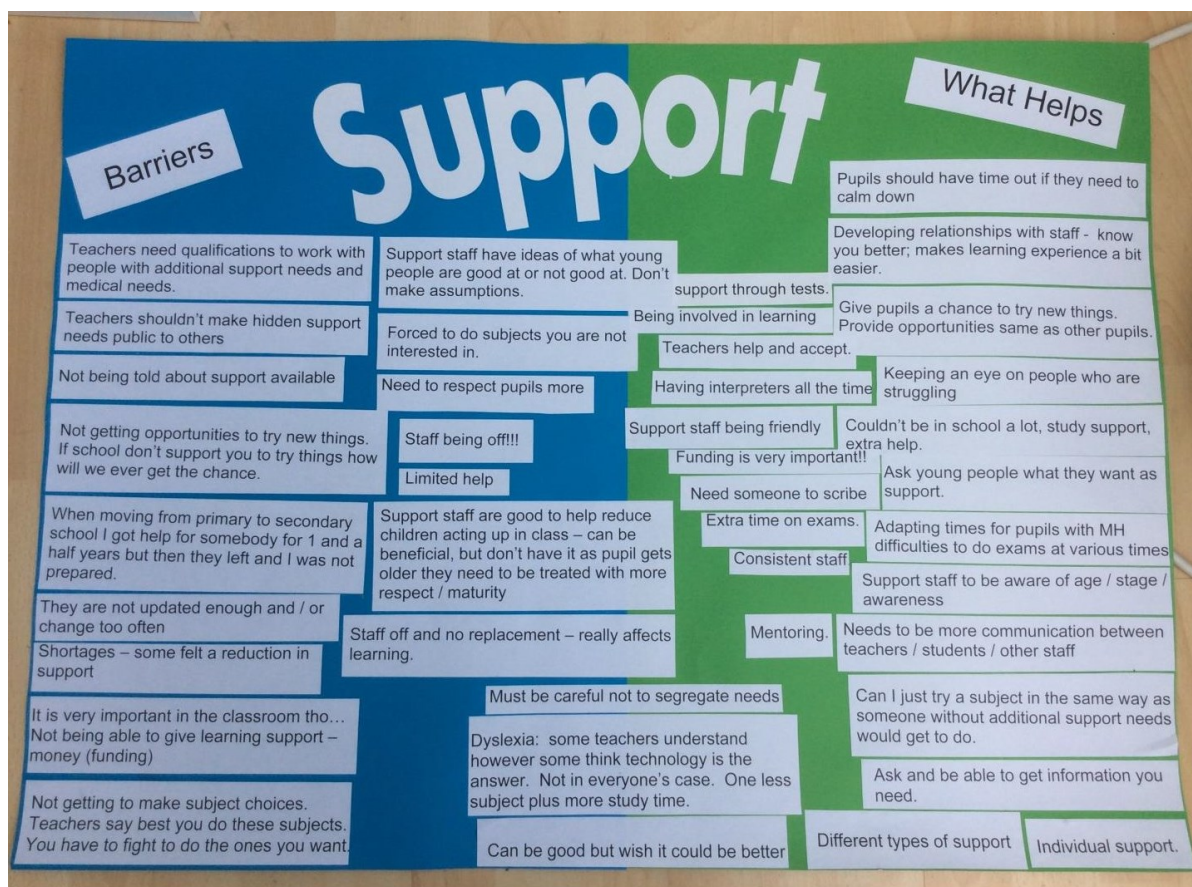 Support
Barriers
What Helps
Teachers need qualifications to work with
people with additional support needs and
medical needs.
Teachers shouldn't make hidden support
needs public to others
Not being told about support available
Not getting opportunities to try new things.
If school don't support you to try things how
will we ever get the chance.
When moving from primary to secondary
school I got help for somebody for 1 and a
half years but then they left and I was not
prepared.
They are not updated enough and / or
change too often
Shortages – some felt a reduction in
support
It is very important in the classroom tho…
Not being able to give learning support –
money (funding)
Not getting to make subject choices.
Teachers say best you do these subjects.
You have to fight to do the ones you want.
Support staff have ideas of what young
people are good at or not good at. Don't
make assumptions.
Forced to do subjects you are not
interested in.
Need to respect pupils more
Staff being off!!!
Limited help
Support staff are good to help reduce
children acting up in class – can be
beneficial, but don't have it as pupil gets
older they need to be treated with more
respect / maturity
Staff off and no replacement – really affects
learning.
Must be careful not to segregate needs
Dyslexia: some teachers understand
however some think technology is the
answer. Not in everyone's case. One less
subject plus more study time.
Can be good but wish it could be better
support through tests.
Being involved in learning
Teachers help and accept.
Having interpreters all the time
Support staff being friendly
Funding is very important!!
Need someone to scribe
Extra time on exams.
Consistent staff
Mentoring.
Pupils should have time out if they need to
calm down
Developing relationships with staff - know
you better; makes learning experience a bit
easier.
Give pupils a chance to try new things.
Provide opportunities same as other pupils.
Keeping an eye on people who are
struggling
Couldn't be in school a lot, study support,
extra help.
Ask young people what they want as
support.
Adapting times for pupils with MH
difficulties to do exams at various times
Support staff to be aware of age / stage /
awareness
Needs to be more communication between
teachers / students / other staff
Can I just try a subject in the same way as
someone without additional support needs
would get to do.
Ask and be able to get information you
need.
Different types of support
Individual support.